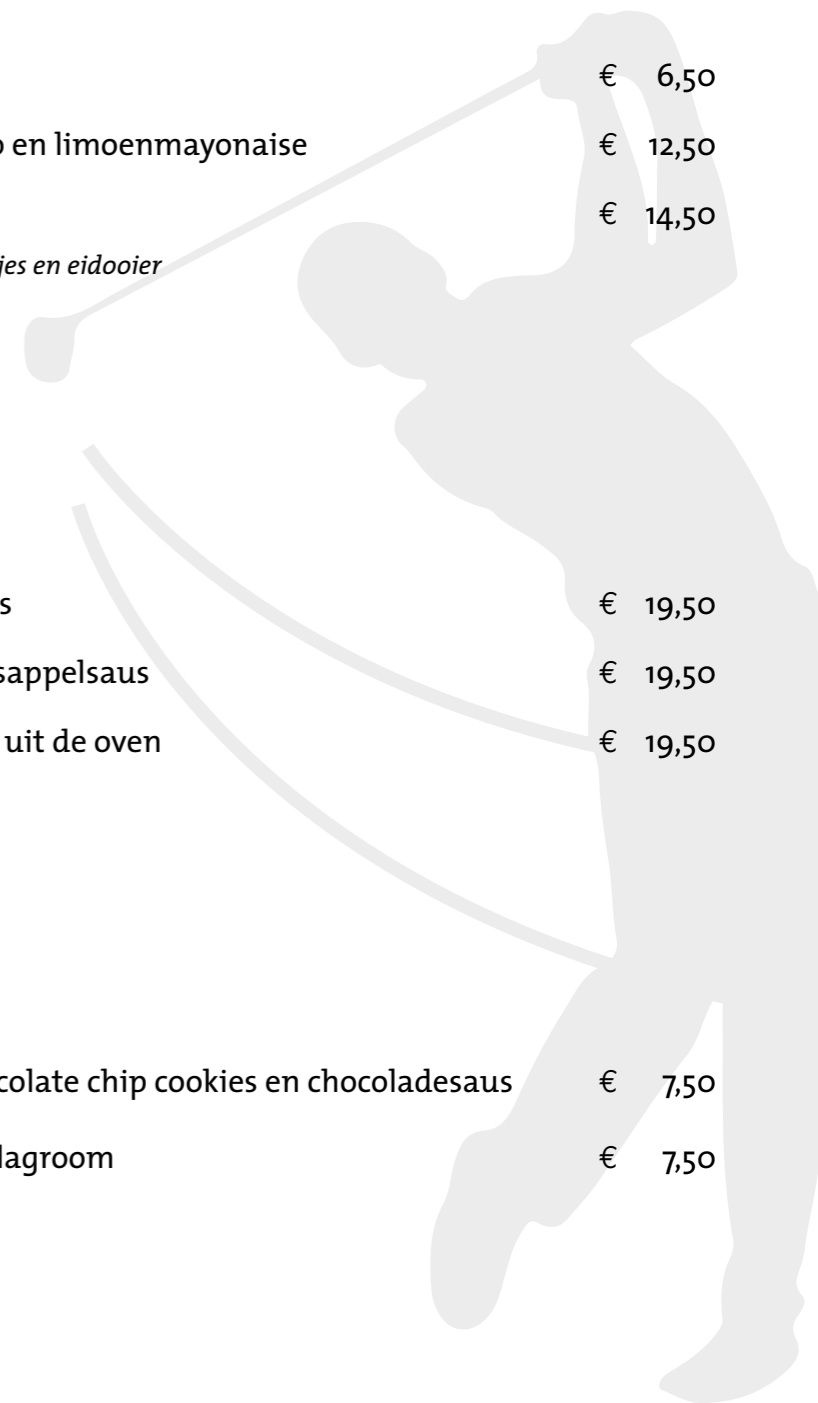 € 6,50
en limoenmayonaise € 12,50
€ 14,50
jes en eidooier
s € 19,50
sappelsaus € 19,50
uit de oven € 19,50
colate chip cookies en chocoladesaus € 7,50
lagroom € 7,50